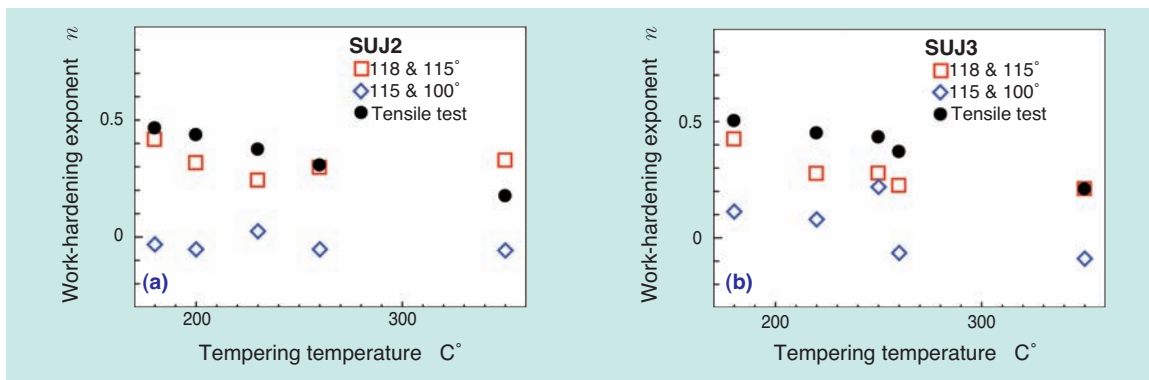 Work-hardening exponent n
SUJ2
118 & 115°
115 & 100°
Tensile test
0.5
0
(a)
200 300
Tempering temperature C°
Work-hardening exponent n
SUJ3
118 & 115°
115 & 100°
Tensile test
0.5
0
(b)
200 300
Tempering temperature C°